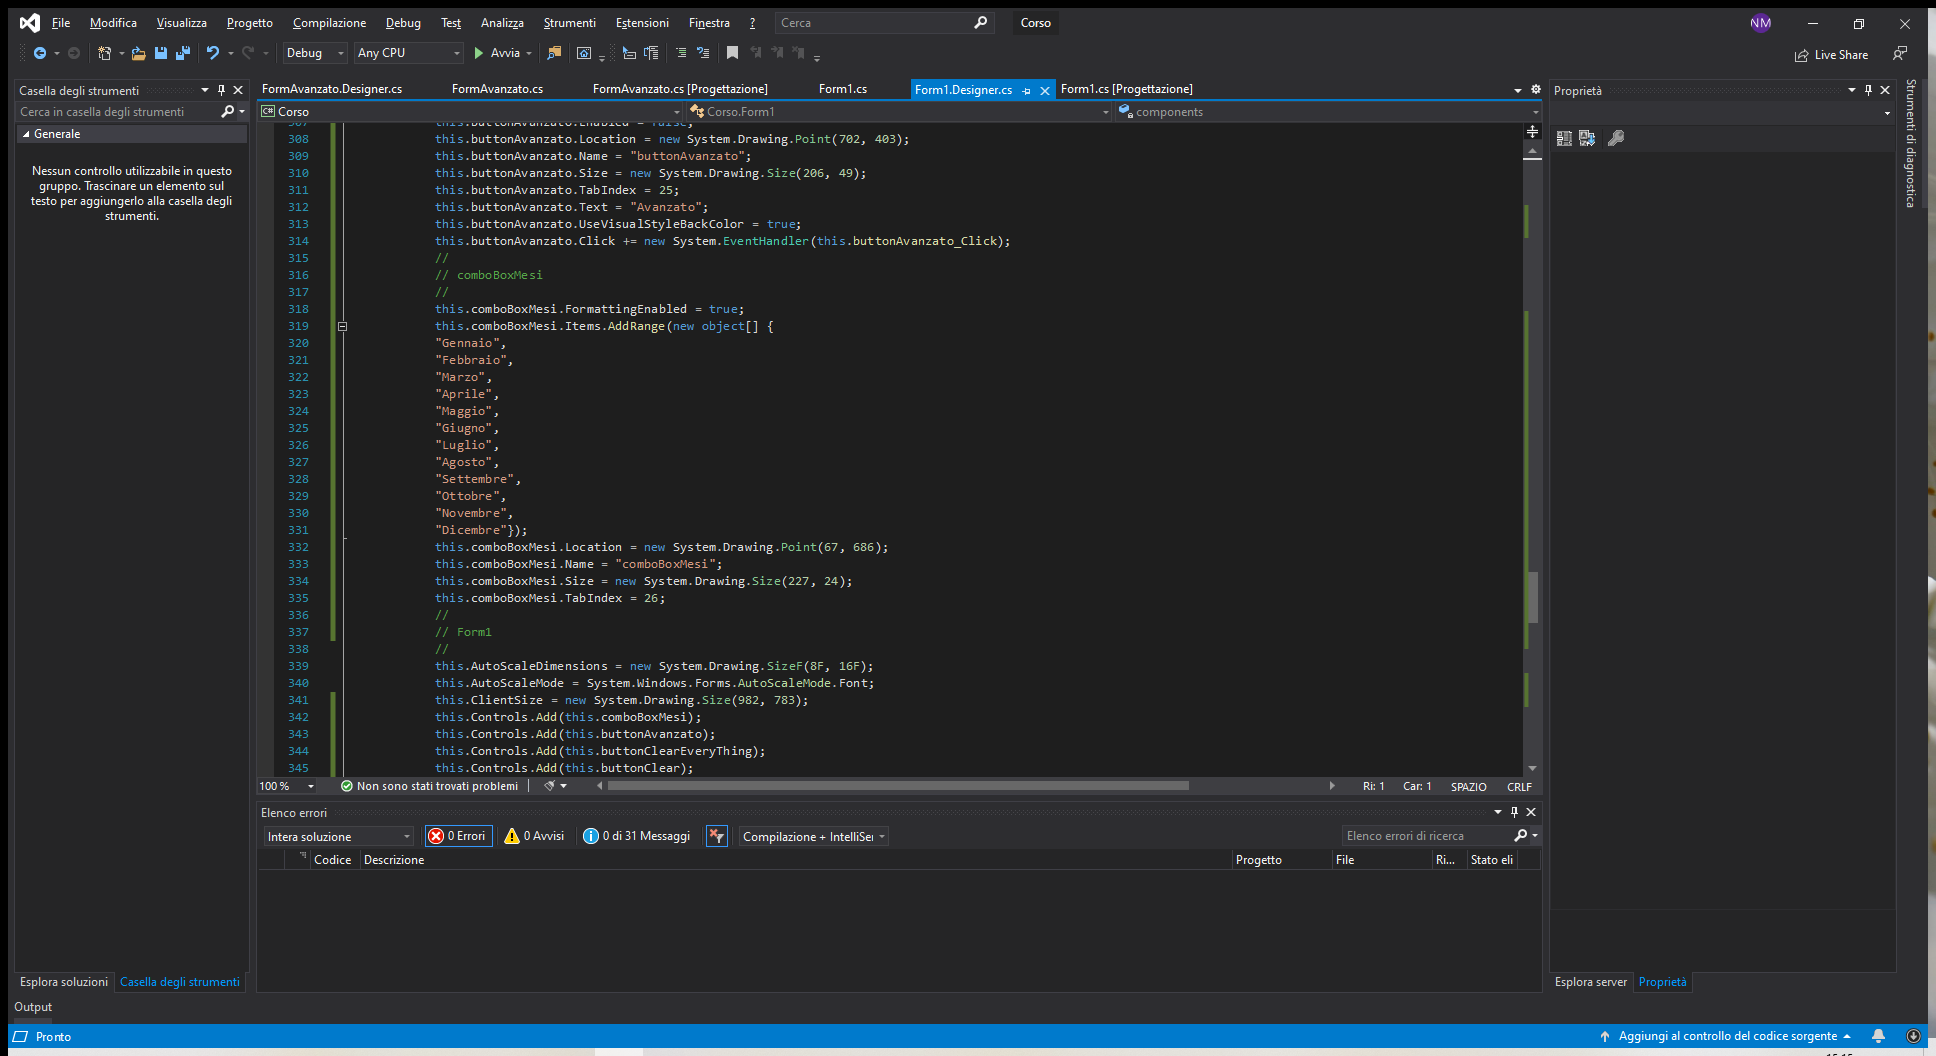 File Modifica Visualizza Progetto Compilazione Debug Test Analizza Strumenti Estensioni Finestra ? Cerca Corso NM
Debug Any CPU Avvia Live Share
Casella degli strumenti
Cerca in casella degli strumenti
Generale
Nessun controllo utilizzabile in questo
gruppo. Trascinare un elemento sul
testo per aggiungerlo alla casella degli
strumenti.
FormAvanzato.Designer.cs FormAvanzato.cs FormAvanzato.cs [Progettazione] Form1.cs Form1.Designer.cs Form1.cs [Progettazione]
C# Corso Corso.Form1 components
307 this.buttonAvanzato.Enabled = false;
308 this.buttonAvanzato.Location = new System.Drawing.Point(702, 403);
309 this.buttonAvanzato.Name = "buttonAvanzato";
310 this.buttonAvanzato.Size = new System.Drawing.Size(206, 49);
311 this.buttonAvanzato.TabIndex = 25;
312 this.buttonAvanzato.Text = "Avanzato";
313 this.buttonAvanzato.UseVisualStyleBackColor = true;
314 this.buttonAvanzato.Click += new System.EventHandler(this.buttonAvanzato_Click);
315 //
316 // comboBoxMesi
317 //
318 this.comboBoxMesi.FormattingEnabled = true;
319 this.comboBoxMesi.Items.AddRange(new object[] {
320 "Gennaio",
321 "Febbraio",
322 "Marzo",
323 "Aprile",
324 "Maggio",
325 "Giugno",
326 "Luglio",
327 "Agosto",
328 "Settembre",
329 "Ottobre",
330 "Novembre",
331 "Dicembre"});
332 this.comboBoxMesi.Location = new System.Drawing.Point(67, 686);
333 this.comboBoxMesi.Name = "comboBoxMesi";
334 this.comboBoxMesi.Size = new System.Drawing.Size(227, 24);
335 this.comboBoxMesi.TabIndex = 26;
336 //
337 // Form1
338 //
339 this.AutoScaleDimensions = new System.Drawing.SizeF(8F, 16F);
340 this.AutoScaleMode = System.Windows.Forms.AutoScaleMode.Font;
341 this.ClientSize = new System.Drawing.Size(982, 783);
342 this.Controls.Add(this.comboBoxMesi);
343 this.Controls.Add(this.buttonAvanzato);
344 this.Controls.Add(this.buttonClearEveryThing);
345 this.Controls.Add(this.buttonClear);
100 % Non sono stati trovati problemi Ri: 1 Car: 1 SPAZIO CRLF
Elenco errori
Intera soluzione 0 Errori 0 Avvisi 0 di 31 Messaggi Compilazione + IntelliSe Elenco errori di ricerca
Codice Descrizione Progetto File Ri... Stato eli
Proprietà
Strumenti di diagnostica
Esplora soluzioni Casella degli strumenti
Esplora server Proprietà
Output
Pronto Aggiungi al controllo del codice sorgente